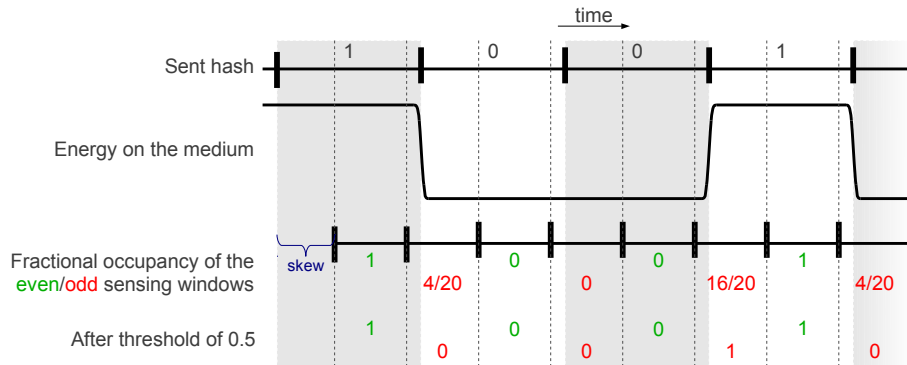 time
Sent hash 1 0 0 1
Energy on the medium
skew
Fractional occupancy of the 1 0 0 1
even/odd sensing windows 4/20 0 16/20 4/20
After threshold of 0.5 1 0 0 1
0 0 1 0